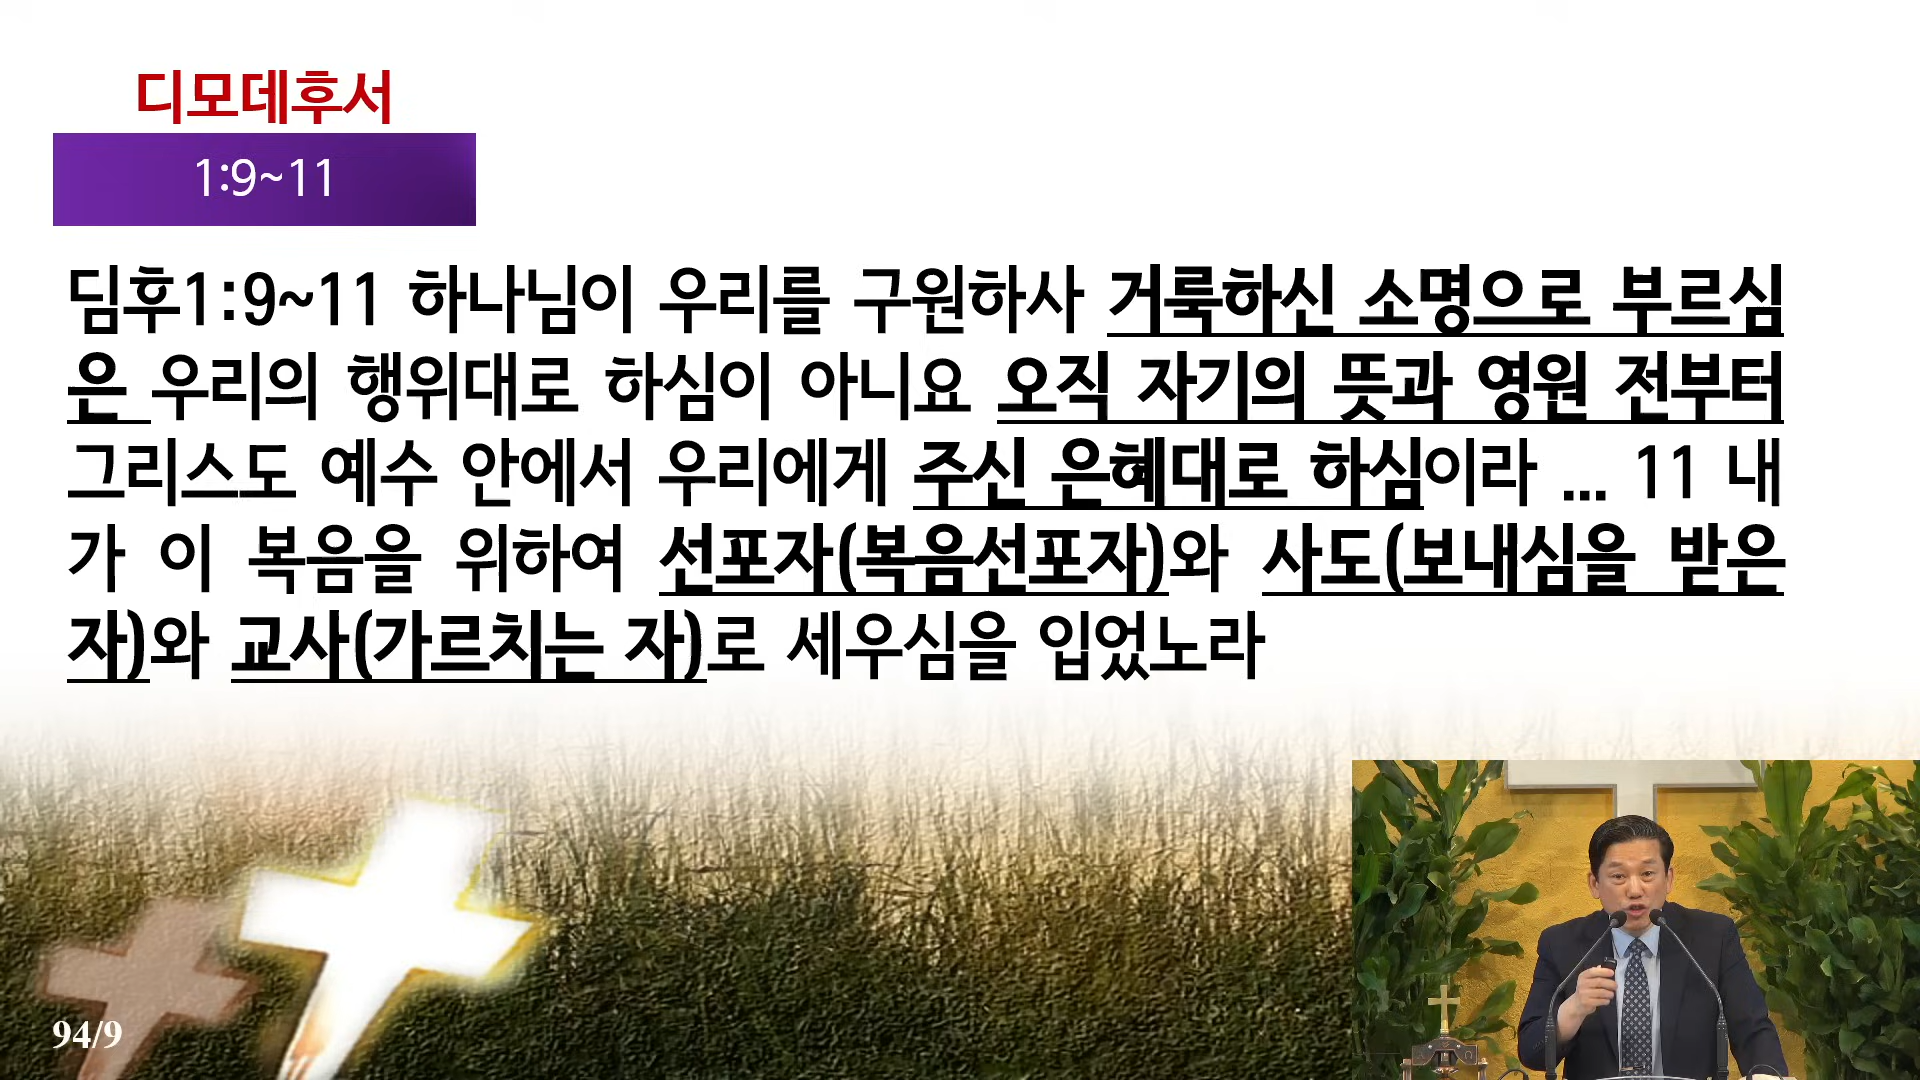 디모데후서
1:9~11
딤후1:9~11 하나님이 우리를 구원하사 거룩하신 소명으로 부르심
은 우리의 행위대로 하심이 아니요 오직 자기의 뜻과 영원 전부터
그리스도 예수 안에서 우리에게 주신 은혜대로 하심이라 ... 11 내
가 이 복음을 위하여 선포자(복음선포자)와 사도(보내심을 받은
자)와 교사(가르치는 자)로 세우심을 입었노라
94/9